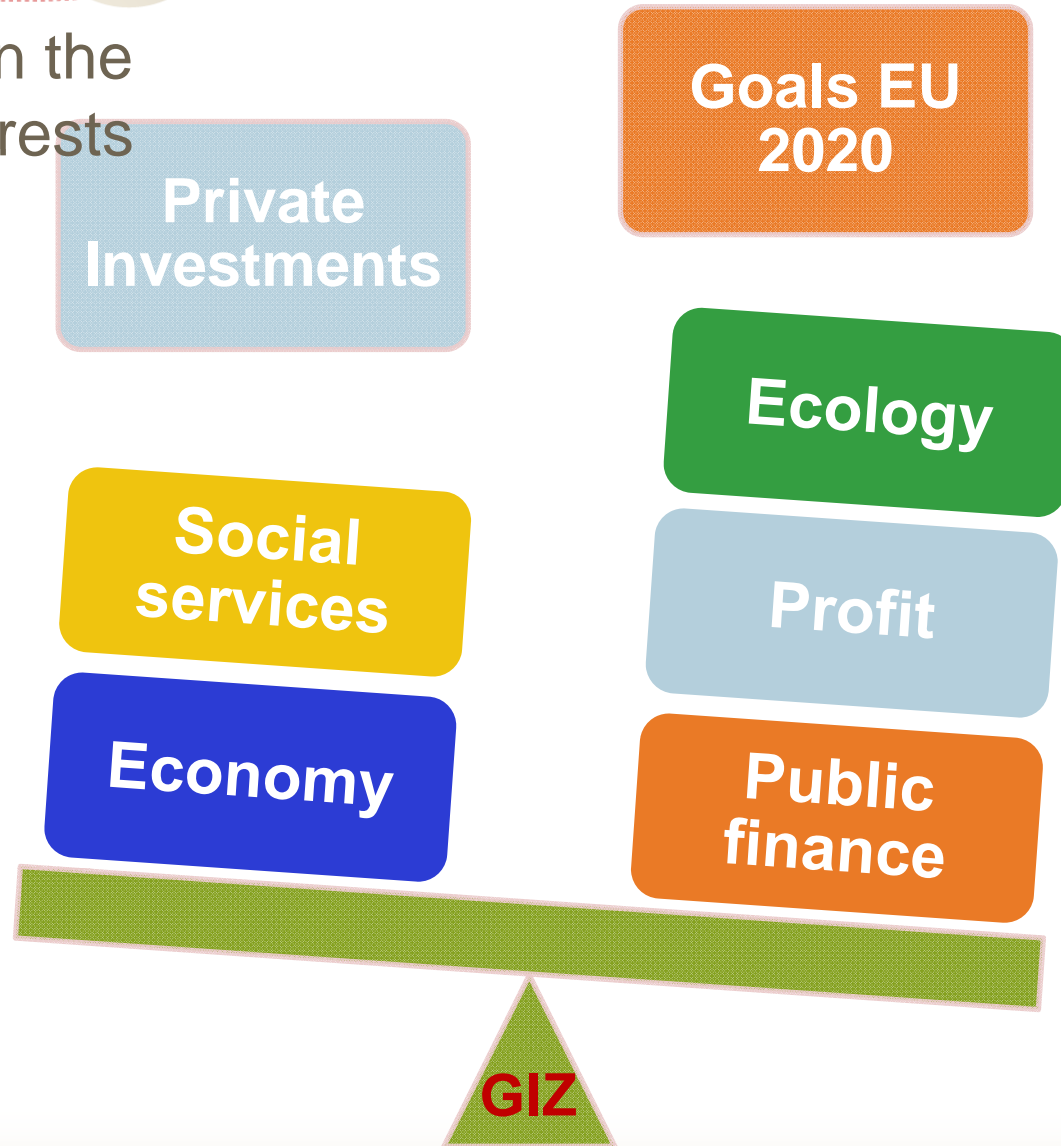 the
rests
Goals EU
2020
Private
Investments
Ecology
Social
services
Profit
Economy
Public
finance
GIZ